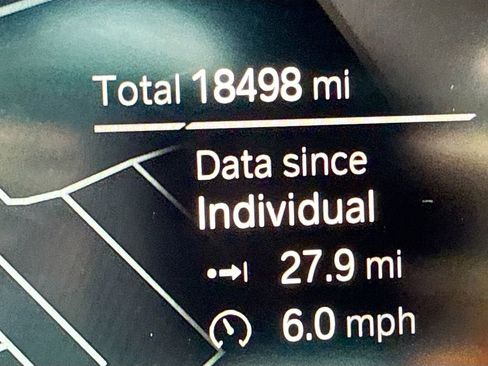 Total 18498 mi
Data since
Individual
27.9 mi
6.0 mph